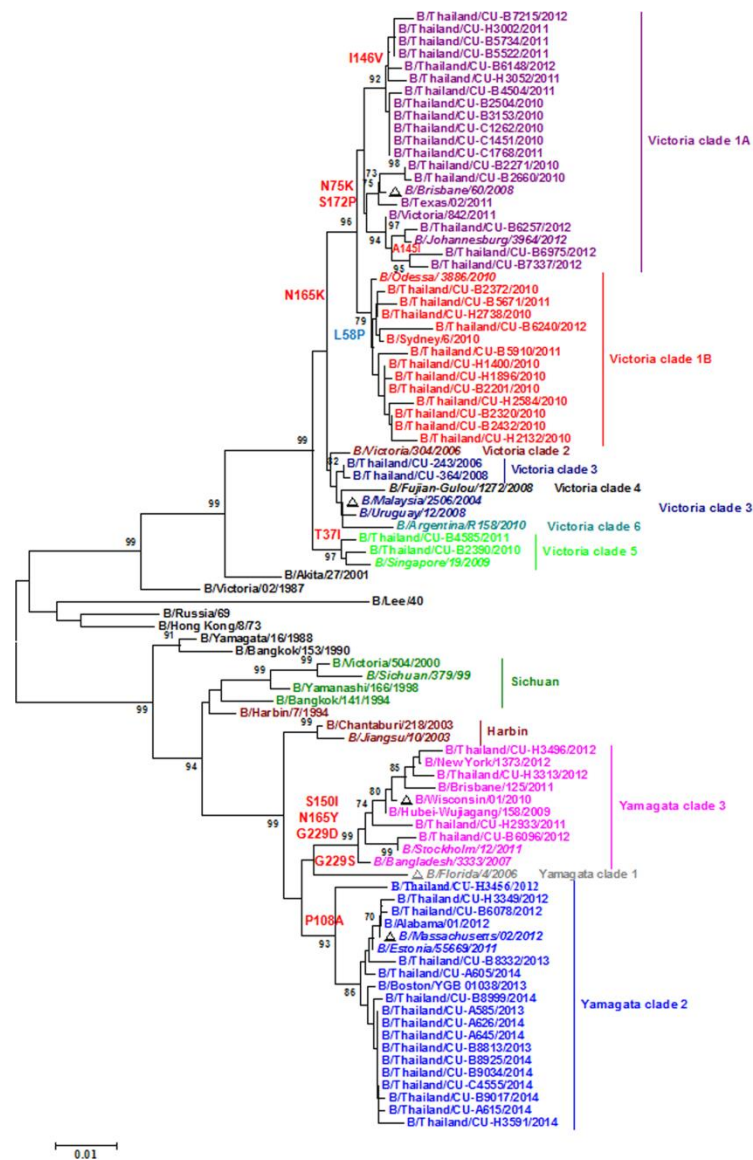 B/Thailand/CU-B7215/2012
B/Thailand/CU-H3002/2011
B/Thailand/CU-B5734/2011
B/Thailand/CU-B5522/2011
I146V
B/Thailand/CU-B6148/2012
92
B/Thailand/CU-H3052/2011
B/Thailand/CU-B4504/2011
B/Thailand/CU-B2504/2010
B/Thailand/CU-B3153/2010
B/Thailand/CU-C1262/2010
Victoria clade 1A
B/Thailand/CU-C1451/2010
B/Thailand/CU-C1768/2011
98
B/Thailand/CU-B2271/2010
73
B/Thailand/CU-B2660/2010
N75K
75
B/Brisbane/60/2008
S172P
B/Texas/02/2011
96
B/Victoria/842/2011
97
B/Thailand/CU-B6257/2012
94
B/Johannesburg/3964/2012
A145I
B/Thailand/CU-B6975/2012
95
B/Thailand/CU-B7337/2012
B/Odessa/3886/2010
N165K
B/Thailand/CU-B2372/2010
B/Thailand/CU-B5671/2011
79
B/Thailand/CU-H2738/2010
L58P
B/Thailand/CU-B6240/2012
B/Sydney/6/2010
B/Thailand/CU-B5910/2011
Victoria clade 1B
B/Thailand/CU-H1400/2010
B/Thailand/CU-H1896/2010
B/Thailand/CU-B2201/2010
B/Thailand/CU-H2584/2010
B/Thailand/CU-B2320/2010
B/Thailand/CU-B2432/2010
99
B/Thailand/CU-H2132/2010
B/Victoria/304/2006 Victoria clade 2
82
B/Thailand/CU-243/2006
Victoria clade 3
B/Thailand/CU-364/2008
B/Fujian-Gulou/1272/2008 Victoria clade 4
99
B/Malaysia/2506/2004
Victoria clade 3
B/Uruguay/12/2008
B/Argentina/R158/2010 Victoria clade 6
T37I
B/Thailand/CU-B4585/2011
99
97
B/Thailand/CU-B2390/2010
Victoria clade 5
B/Singapore/19/2009
B/Akita/27/2001
B/Victoria/02/1987
B/Lee/40
B/Russia/69
B/Hong Kong/8/73
91
B/Yamagata/16/1988
B/Bangkok/153/1990
99
B/Victoria/504/2000
99
B/Sichuan/379/99
Sichuan
B/Yamanashi/166/1998
99
B/Bangkok/141/1994
B/Harbin/7/1994
99
B/Chantaburi/218/2003
Harbin
B/Jiangsu/10/2003
B/Thailand/CU-H3496/2012
94
85
B/New York/1373/2012
B/Thailand/CU-H3313/2012
80
B/Brisbane/125/2011
S150I
74
B/Wisconsin/01/2010
Yamagata clade 3
N165Y
B/Hubei-Wujiagang/158/2009
99
G229D
B/Thailand/CU-H2933/2011
99
B/Thailand/CU-B6096/2012
99
B/Stockholm/12/2011
G229S
B/Bangladesh/3333/2007
B/Florida/4/2006 Yamagata clade 1
B/Thailand/CU-H3456/2012
B/Thailand/CU-H3349/2012
P108A
70
B/Thailand/CU-B6078/2012
B/Alabama/01/2012
93
B/Massachusetts/02/2012
B/Estonia/55669/2011
B/Thailand/CU-B8332/2013
B/Thailand/CU-A605/2014
86
B/Boston/YGB 01038/2013
B/Thailand/CU-B8999/2014
Yamagata clade 2
B/Thailand/CU-A585/2013
B/Thailand/CU-A626/2014
B/Thailand/CU-A645/2014
B/Thailand/CU-B8813/2013
B/Thailand/CU-B8925/2014
B/Thailand/CU-B9034/2014
B/Thailand/CU-C4555/2014
B/Thailand/CU-B9017/2014
B/Thailand/CU-A615/2014
B/Thailand/CU-H3591/2014
0.01